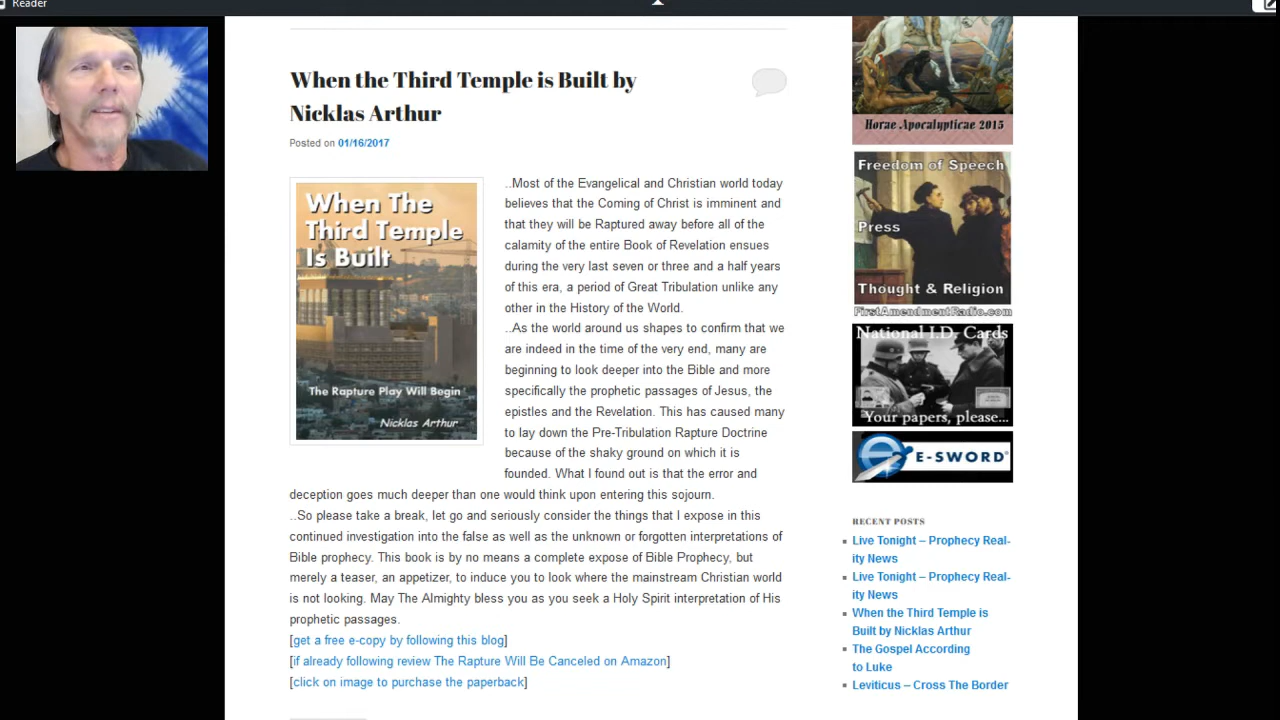 Reader
When the Third Temple is Built by
Nicklas Arthur
Posted on 01/16/2017
When The
Third Temple
Is Built
The Rapture Play Will Begin
Nicklas Arthur
..Most of the Evangelical and Christian world today
believes that the Coming of Christ is imminent and
that they will be Raptured away before all of the
calamity of the entire Book of Revelation ensues
during the very last seven or three and a half years
of this era, a period of Great Tribulation unlike any
other in the History of the World.
..As the world around us shapes to confirm that we
are indeed in the time of the very end, many are
beginning to look deeper into the Bible and more
specifically the prophetic passages of Jesus, the
epistles and the Revelation. This has caused many
to lay down the Pre-Tribulation Rapture Doctrine
because of the shaky ground on which it is
founded. What I found out is that the error and
deception goes much deeper than one would think upon entering this sojourn.
..So please take a break, let go and seriously consider the things that I expose in this
continued investigation into the false as well as the unknown or forgotten interpretations of
Bible prophecy. This book is by no means a complete expose of Bible Prophecy, but
merely a teaser, an appetizer, to induce you to look where the mainstream Christian world
is not looking. May The Almighty bless you as you seek a Holy Spirit interpretation of His
prophetic passages.
[get a free e-copy by following this blog]
[if already following review The Rapture Will Be Canceled on Amazon]
[click on image to purchase the paperback]
Horae Apocalypticae 2015
Freedom of Speech
Press
Thought & Religion
FirstAmendmentRadio.com
National I.D. Cards
Your papers, please...
E-SWORD®
RECENT POSTS
Live Tonight – Prophecy Real-
ity News
Live Tonight – Prophecy Real-
ity News
When the Third Temple is
Built by Nicklas Arthur
The Gospel According
to Luke
Leviticus – Cross The Border